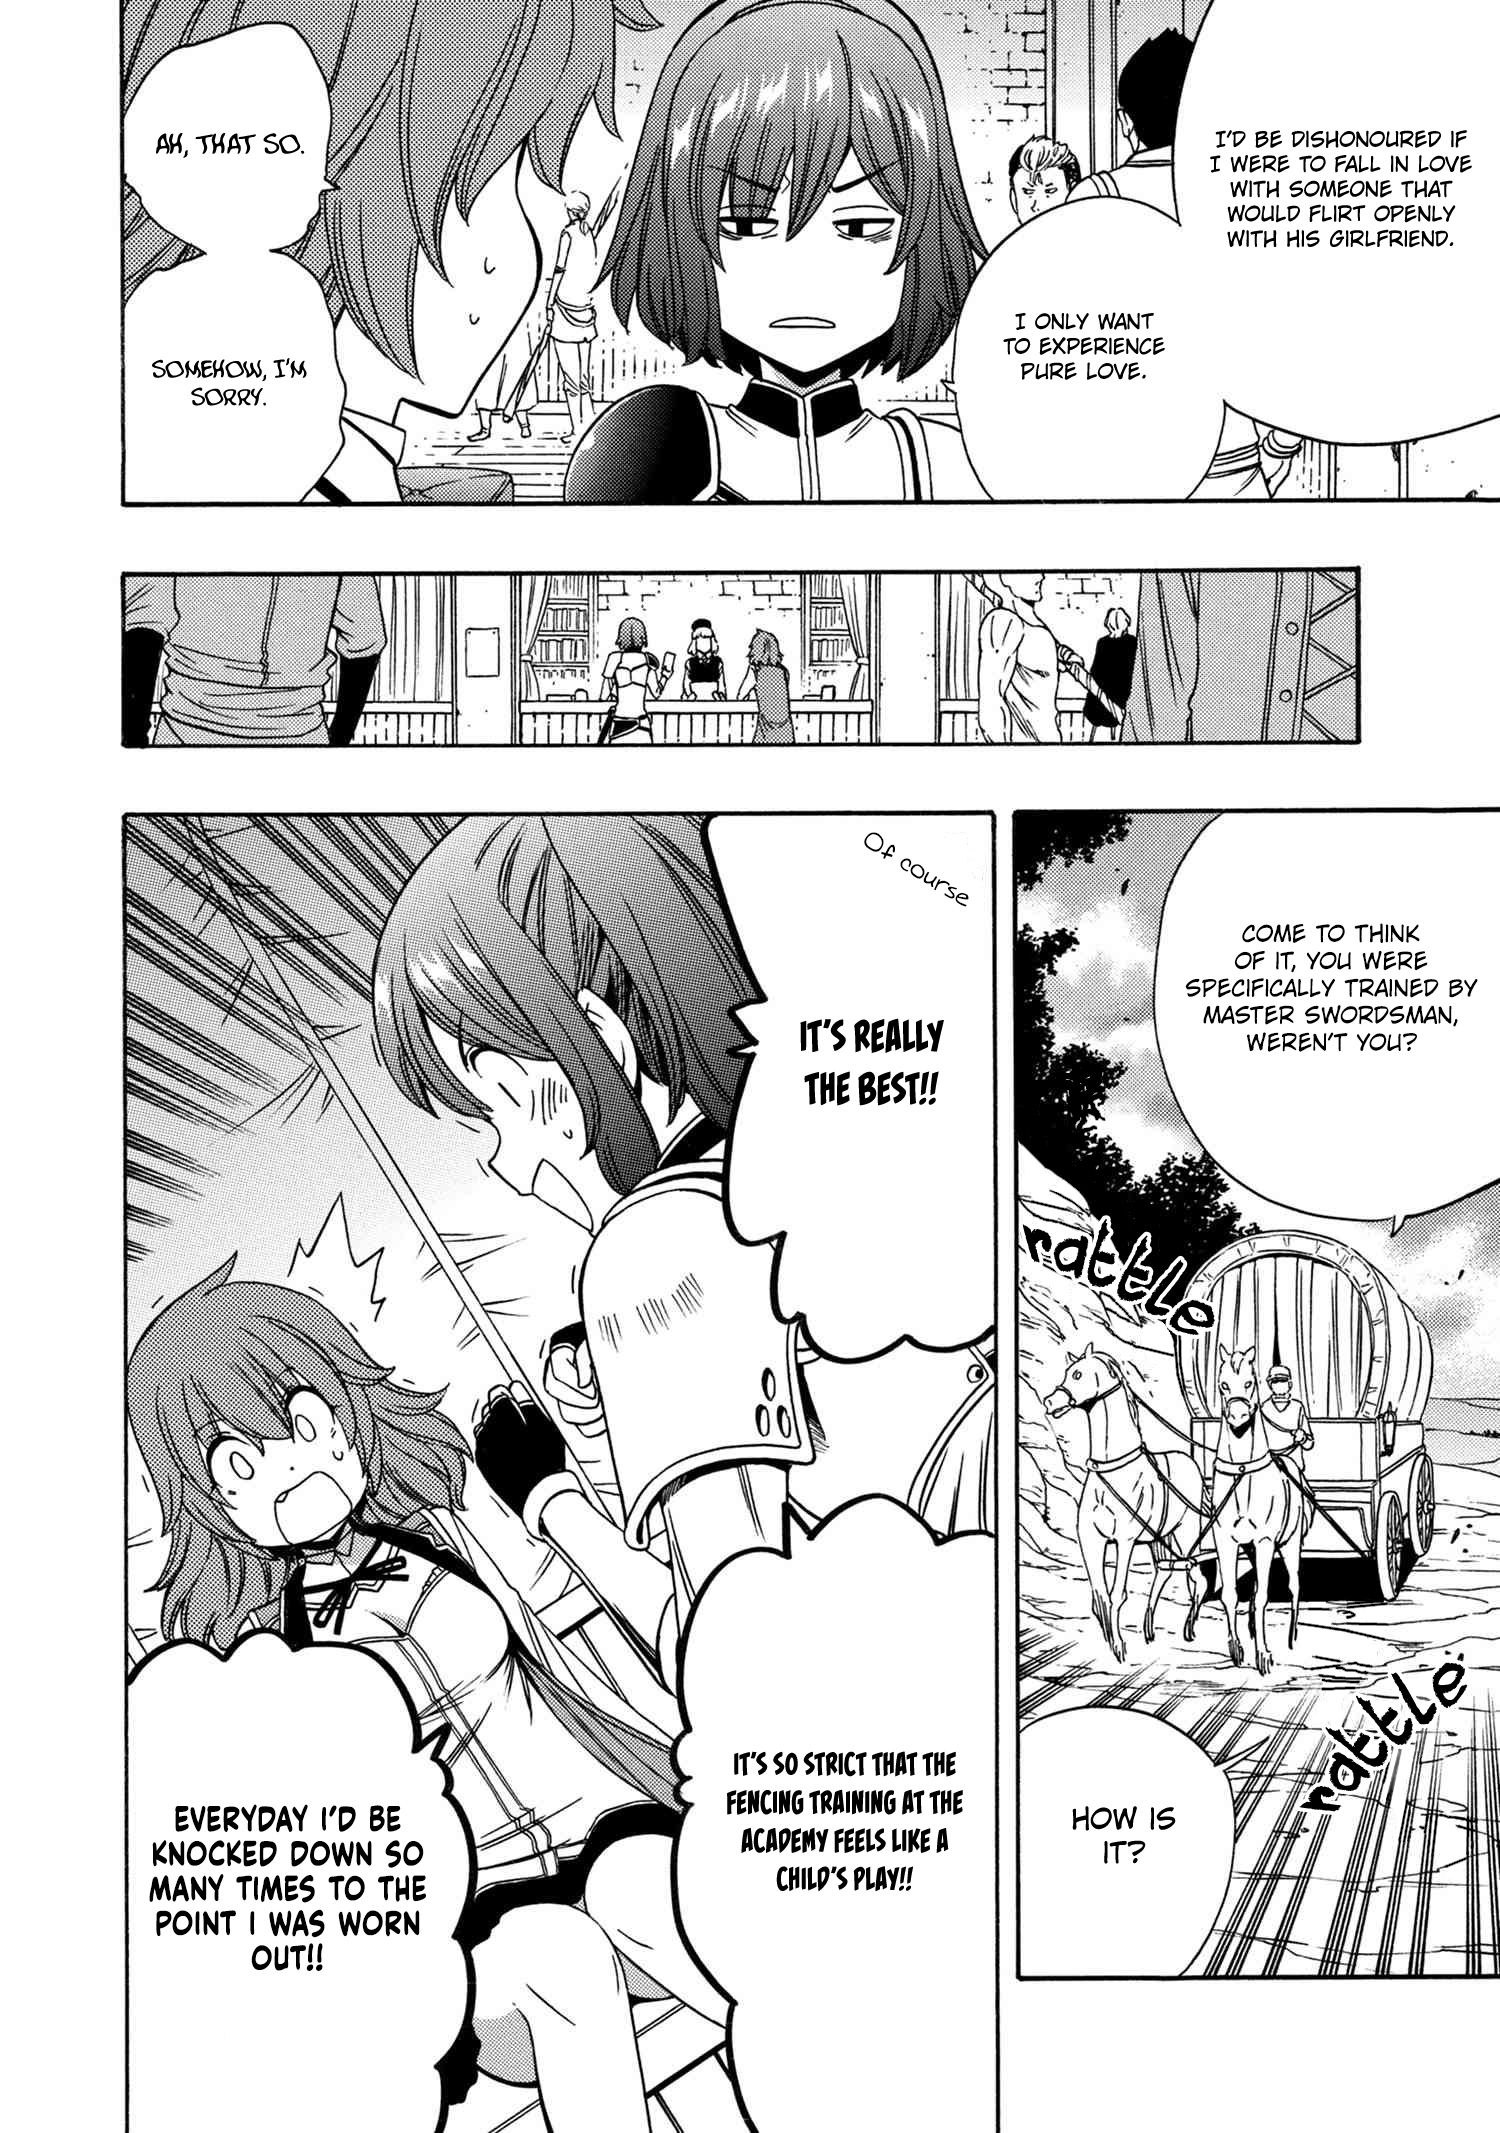 I'D BE DISHONOURED IF
I WERE TO FALL IN LOVE
WITH SOMEONE THAT
WOULD FLIRT OPENLY
WITH HIS GIRLFRIEND.
I ONLY WANT
TO EXPERIENCE
PURE LOVE.
AH, THAT SO.
SOMEHOW, I'M
SORRY.
COME TO THINK
OF IT, YOU WERE
SPECIFICALLY TRAINED BY
MASTER SWORDSMAN,
WEREN'T YOU?
rattle
rattle
HOW IS
IT?
Of course
IT'S REALLY
THE BEST!!
IT'S SO STRICT THAT THE
FENCING TRAINING AT THE
ACADEMY FEELS LIKE A
CHILD'S PLAY!!
EVERYDAY I'D BE
KNOCKED DOWN SO
MANY TIMES TO THE
POINT I WAS WORN
OUT!!